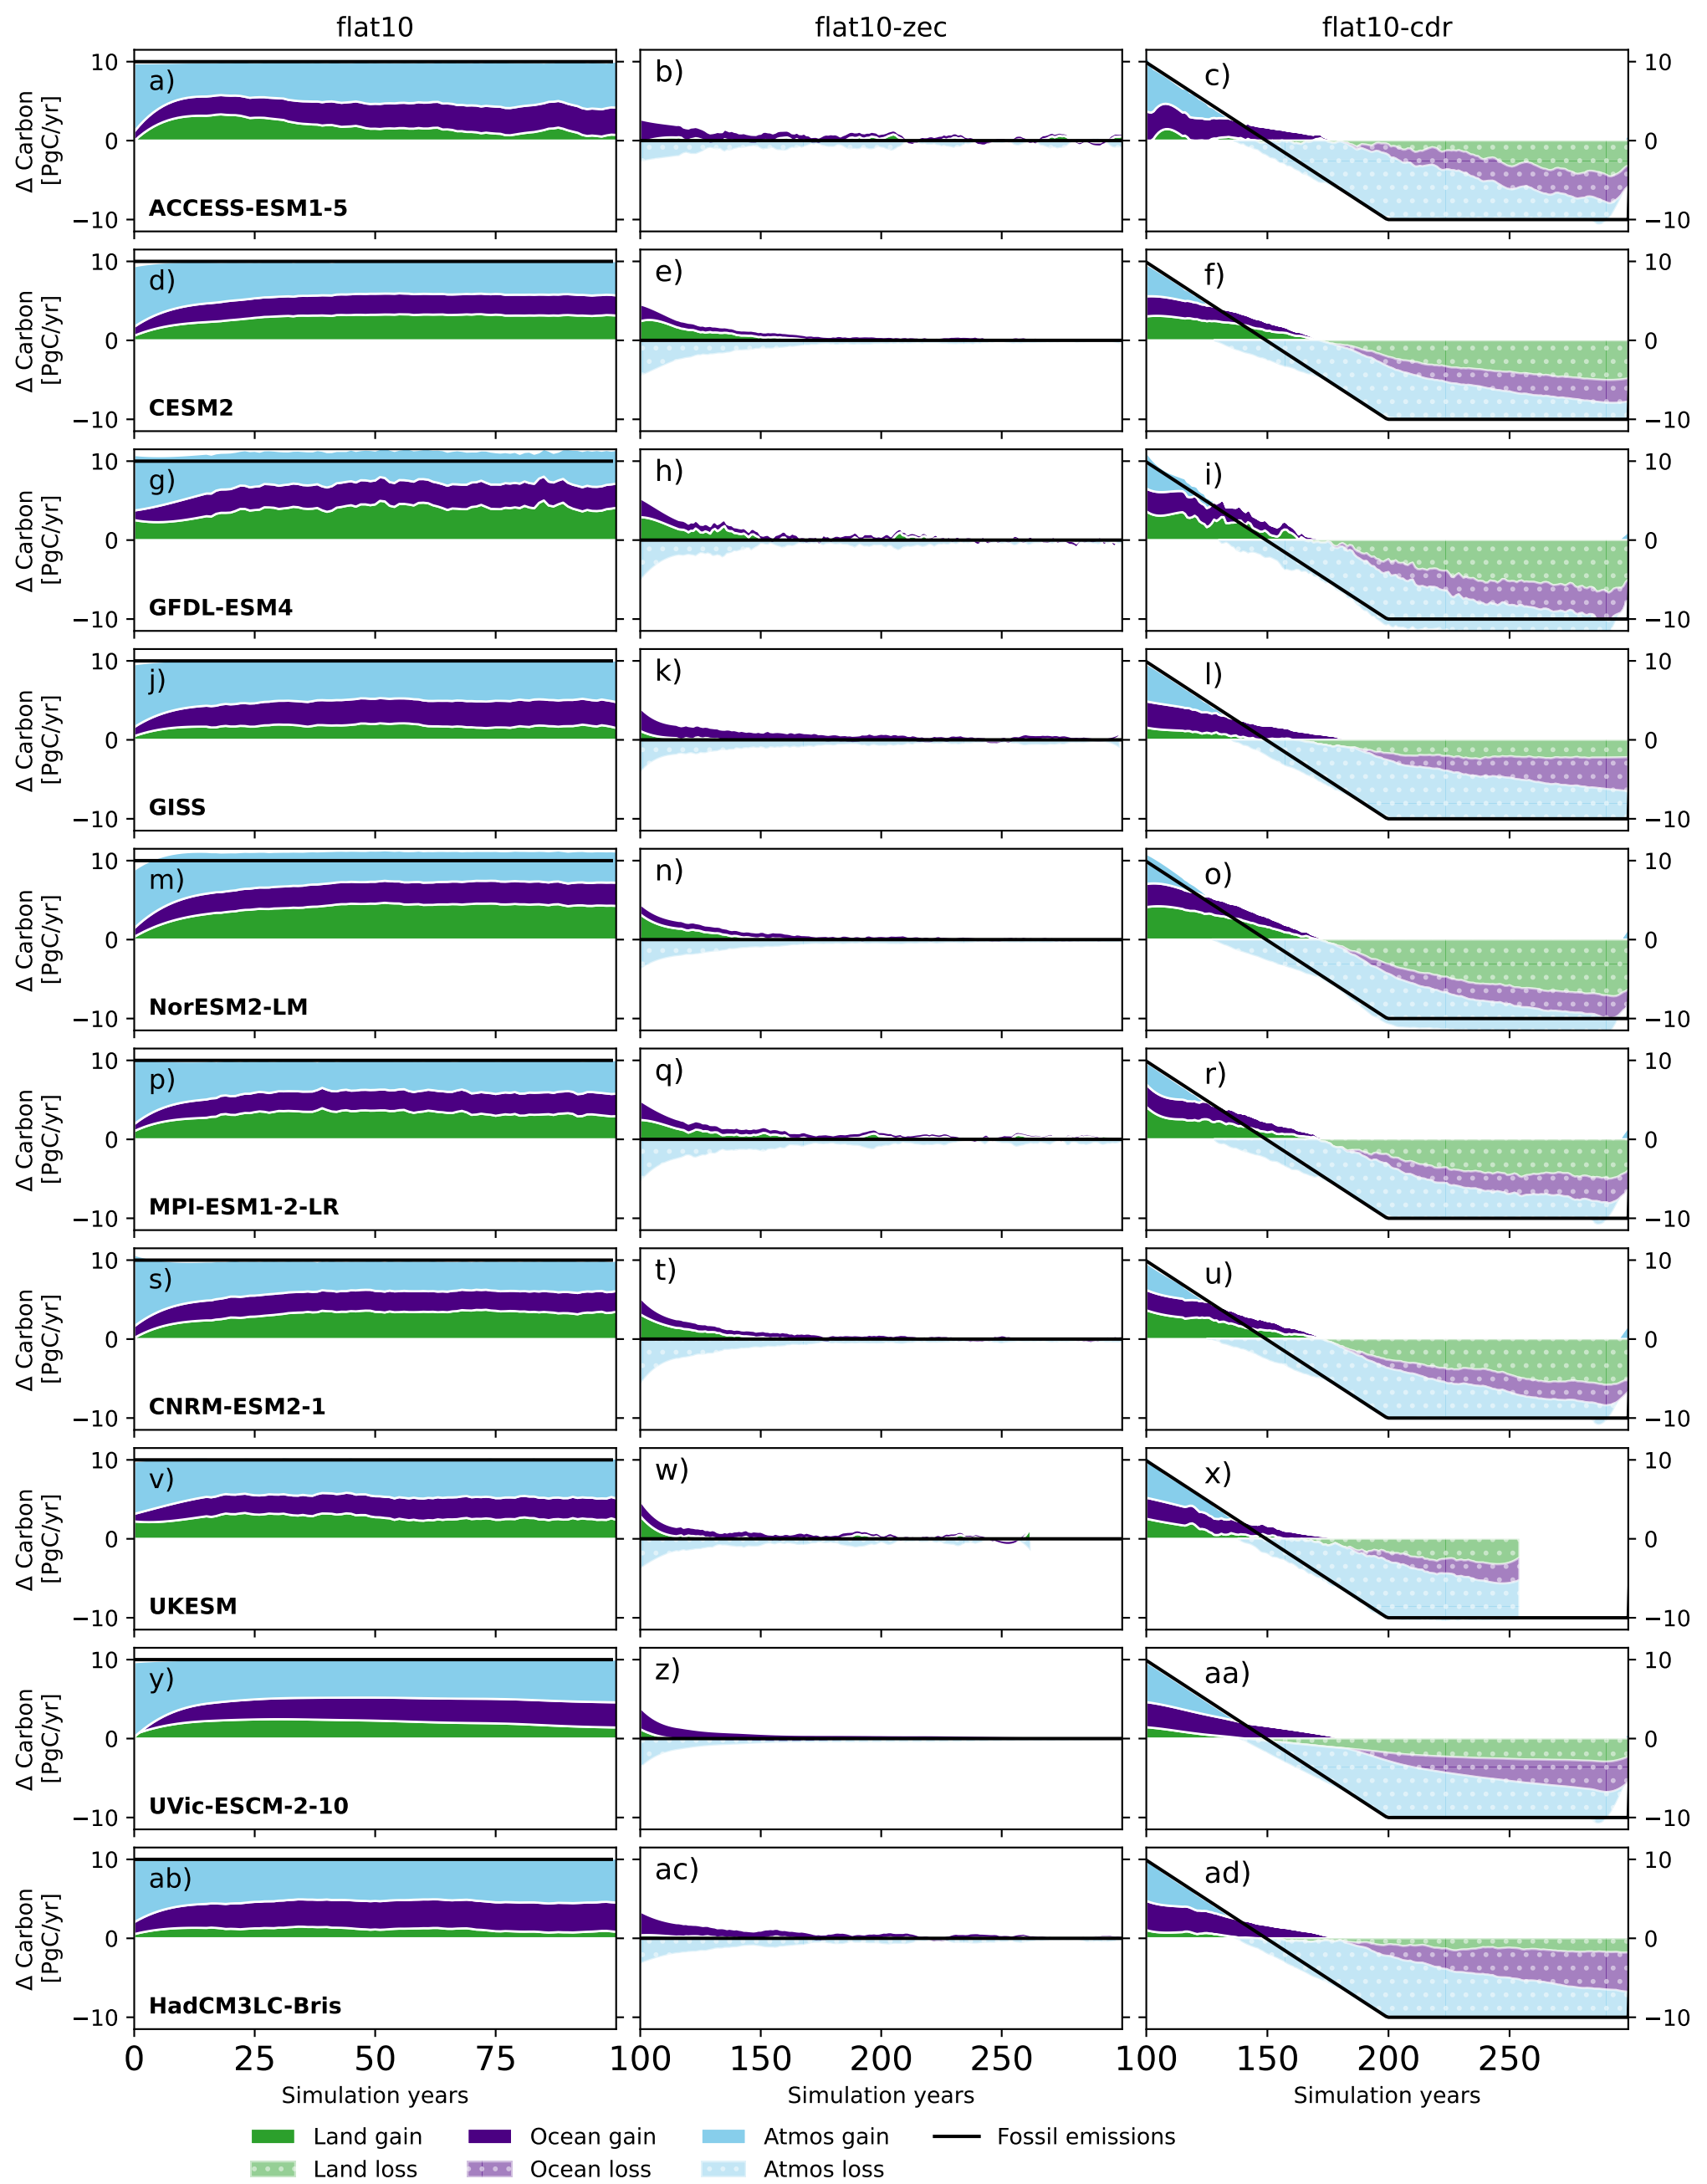 flat10 flat10-zec flat10-cdr
10 a) b) c) 10
Δ Carbon
[PgC/yr]
0 0
ACCESS-ESM1-5
−10 −10
10 d) e) f) 10
Δ Carbon
[PgC/yr]
0 0
CESM2
−10 −10
10 g) h) i) 10
Δ Carbon
[PgC/yr]
0 0
GFDL-ESM4
−10 −10
10 j) k) l) 10
Δ Carbon
[PgC/yr]
0 0
GISS
−10 −10
10 m) n) o) 10
Δ Carbon
[PgC/yr]
0 0
NorESM2-LM
−10 −10
10 p) q) r) 10
Δ Carbon
[PgC/yr]
0 0
MPI-ESM1-2-LR
−10 −10
10 s) t) u) 10
Δ Carbon
[PgC/yr]
0 0
CNRM-ESM2-1
−10 −10
10 v) w) x) 10
Δ Carbon
[PgC/yr]
0 0
UKESM
−10 −10
10 y) z) aa) 10
Δ Carbon
[PgC/yr]
0 0
UVic-ESCM-2-10
−10 −10
10 ab) ac) ad) 10
Δ Carbon
[PgC/yr]
0 0
HadCM3LC-Bris
−10 −10
0 25 50 75 100 150 200 250 100 150 200 250
Simulation years Simulation years Simulation years
Land gain Ocean gain Atmos gain Fossil emissions
Land loss Ocean loss Atmos loss